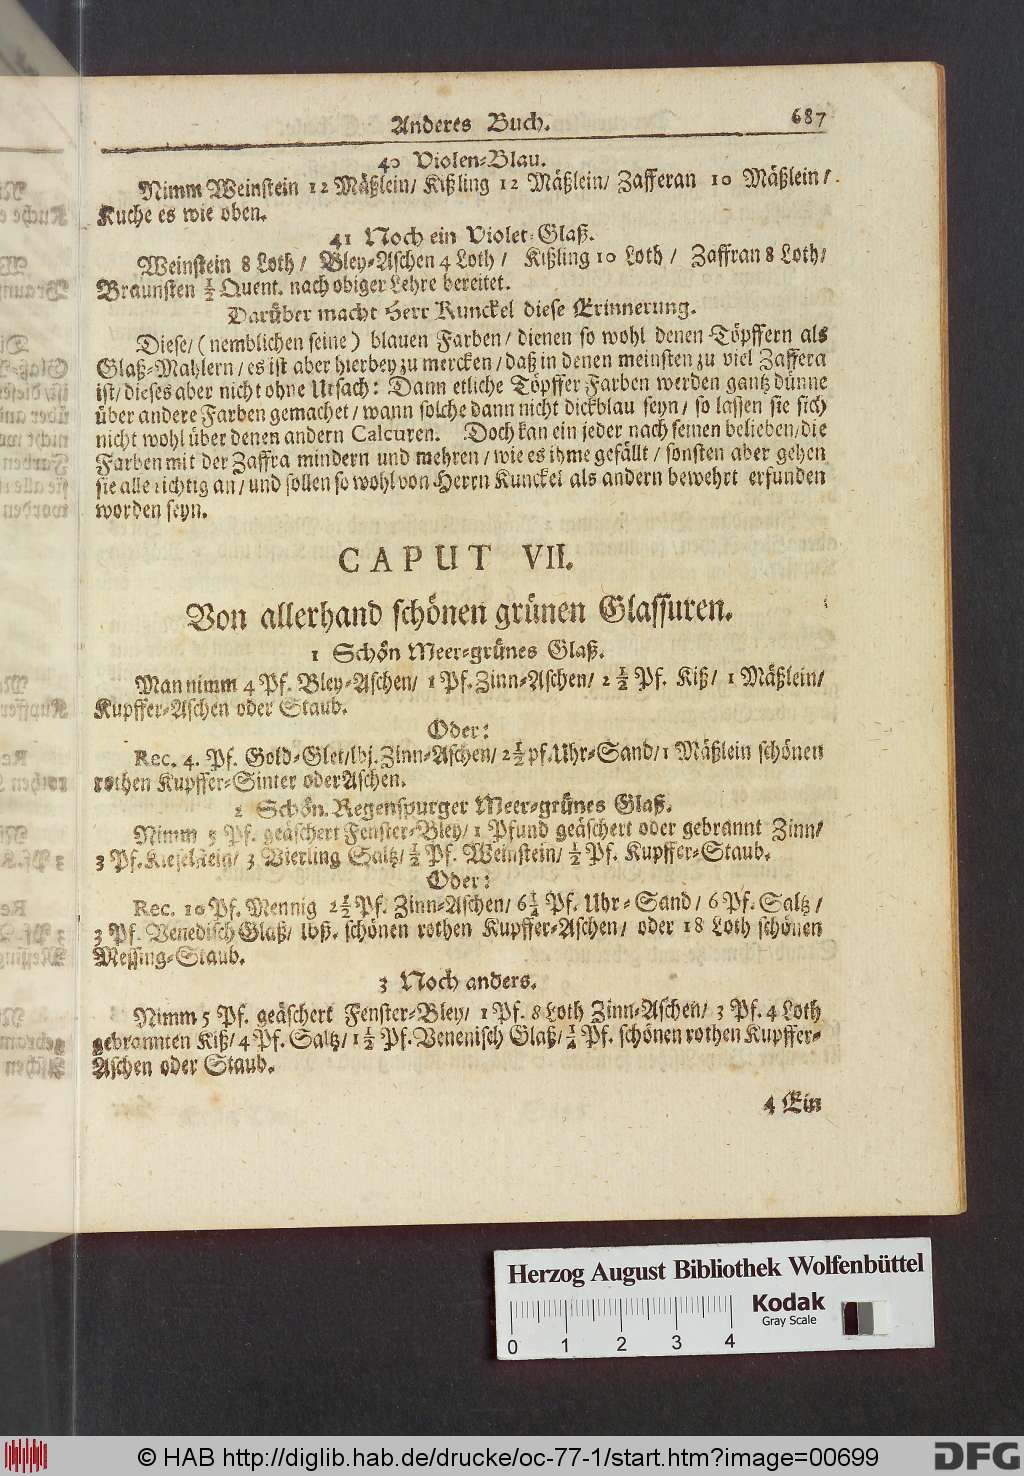 Anderes Buch. 687
40 Violen-Blau.
Nimm Weinstein 12 Mäßlein/ Kißling 12 Mäßlein/ Zafferan 10 Mäßlein/
Kuche es wie oben.
41 Noch ein Violet-Glaß.
Weinstein 8 Loth / Bley-Aschen 4 Loth / Kißling 10 Loth / Zaffran 8 Loth/
Braunsten ½ Quent. nach obiger Lehre bereitet.
Darüber macht Herr Kunckel diese Erinnerung.
Diese/ ( nemblichen seine ) blauen Farben/ dienen so wohl denen Töpffern als
Glaß-Mahlern / es ist aber hierbey zu mercken / daß in denen meinsten zu viel Zaffera
ist/ dieses aber nicht ohne Ursach: Dann etliche Töpffer Farben werden gantz dünne
über andere Farben gemachet / wann solche dann nicht dickblau seyn/ so lassen sie sich
nicht wohl über denen andern Calcuren. Doch kan ein jeder nach seinen belieben/ die
Farben mit der Zaffra mindern und mehren / wie es ihme gefällt / sonsten aber gehen
sie alle richtig an / und sollen so wohl von Herrn Kunckel als andern bewehrt erfunden
worden seyn.
CAPUT VII.
Von allerhand schönen grünen Glassuren.
1 Schön Meer-grünes Glaß.
Man nimm 4 Pf. Bley-Aschen/ 1 Pf. Zinn-Aschen/ 2 ½ Pf. Kiß/ 1 Mäßlein/
Kupffer-Aschen oder Staub.
Oder:
Rec. 4. Pf. Gold-Glet/ lbj. Zinn-Aschen/ 2 ½ pf. Uhr-Sand/ 1 Mäßlein schönen
rothen Kupffer-Sinter oder Aschen.
2 Schön Regenspurger Meer-grünes Glaß.
Nimm 5 Pf. geäschert Fenster-Bley/ 1 Pfund geäschert oder gebrannt Zinn/
3 Pf. Kieselstein/ 3 Vierling Saltz/ ½ Pf. Weinstein/ ½ Pf. Kupffer-Staub.
Oder:
Rec. 10 Pf. Mennig 2 ½ Pf. Zinn-Aschen/ 6 ¼ Pf. Uhr-Sand / 6 Pf. Saltz /
3 Pf. Venedisch Glaß/ lbß. schönen rothen Kupffer-Aschen/ oder 18 Loth schönen
Messing-Staub.
3 Noch anders.
Nimm 5 Pf. geäschert Fenster-Bley/ 1 Pf. 8 Loth Zinn-Aschen/ 3 Pf. 4 Loth
gebrannten Kiß/ 4 Pf. Saltz/ 1 ½ Pf. Venenisch Glaß/ ¼ Pf. schönen rothen Kupffer-
Aschen oder Staub.
4 Ein
Herzog August Bibliothek Wolfenbüttel
Kodak
Gray Scale
0 1 2 3 4
© HAB http://diglib.hab.de/drucke/oc-77-1/start.htm?image=00699
DFG